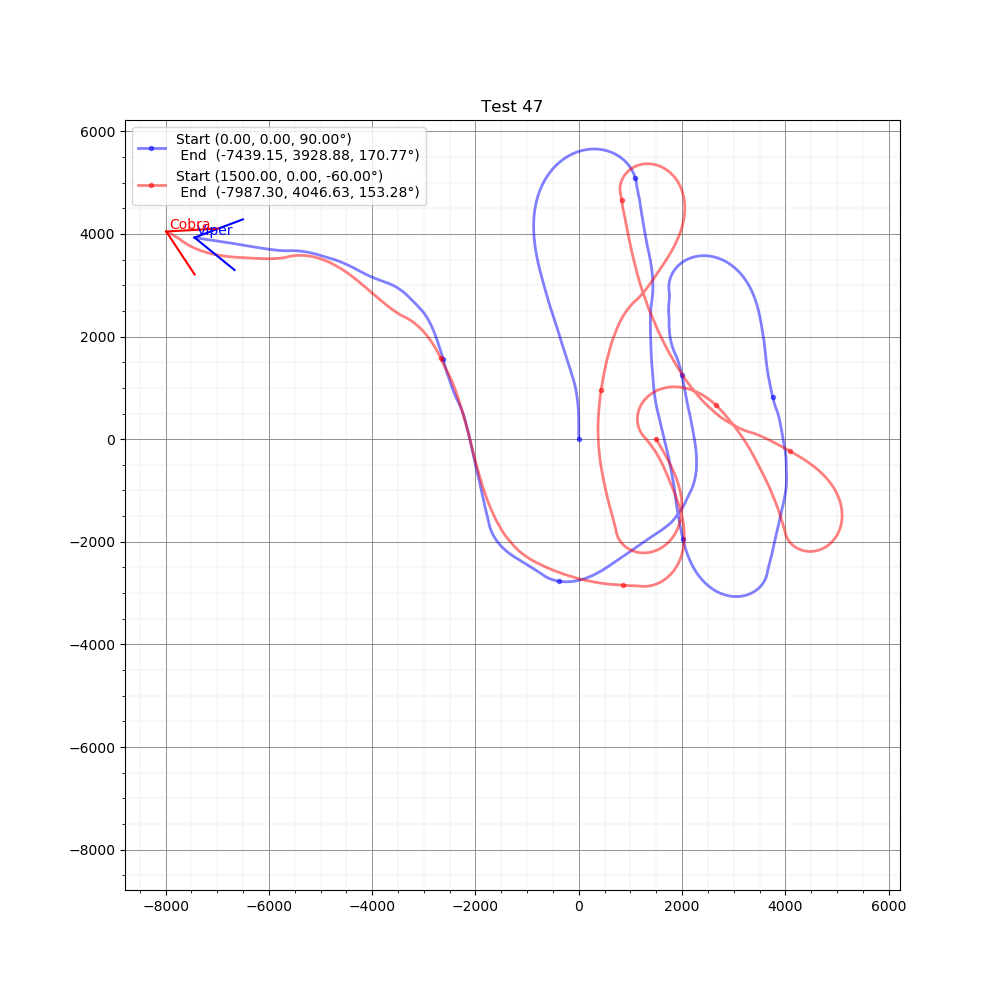 Test 47
Start (0.00, 0.00, 90.00°)
End (-7439.15, 3928.88, 170.77°)
Start (1500.00, 0.00, -60.00°)
End (-7987.30, 4046.63, 153.28°)
Cobra
Viper
6000
4000
2000
0
−2000
−4000
−6000
−8000
−8000 −6000 −4000 −2000 0 2000 4000 6000